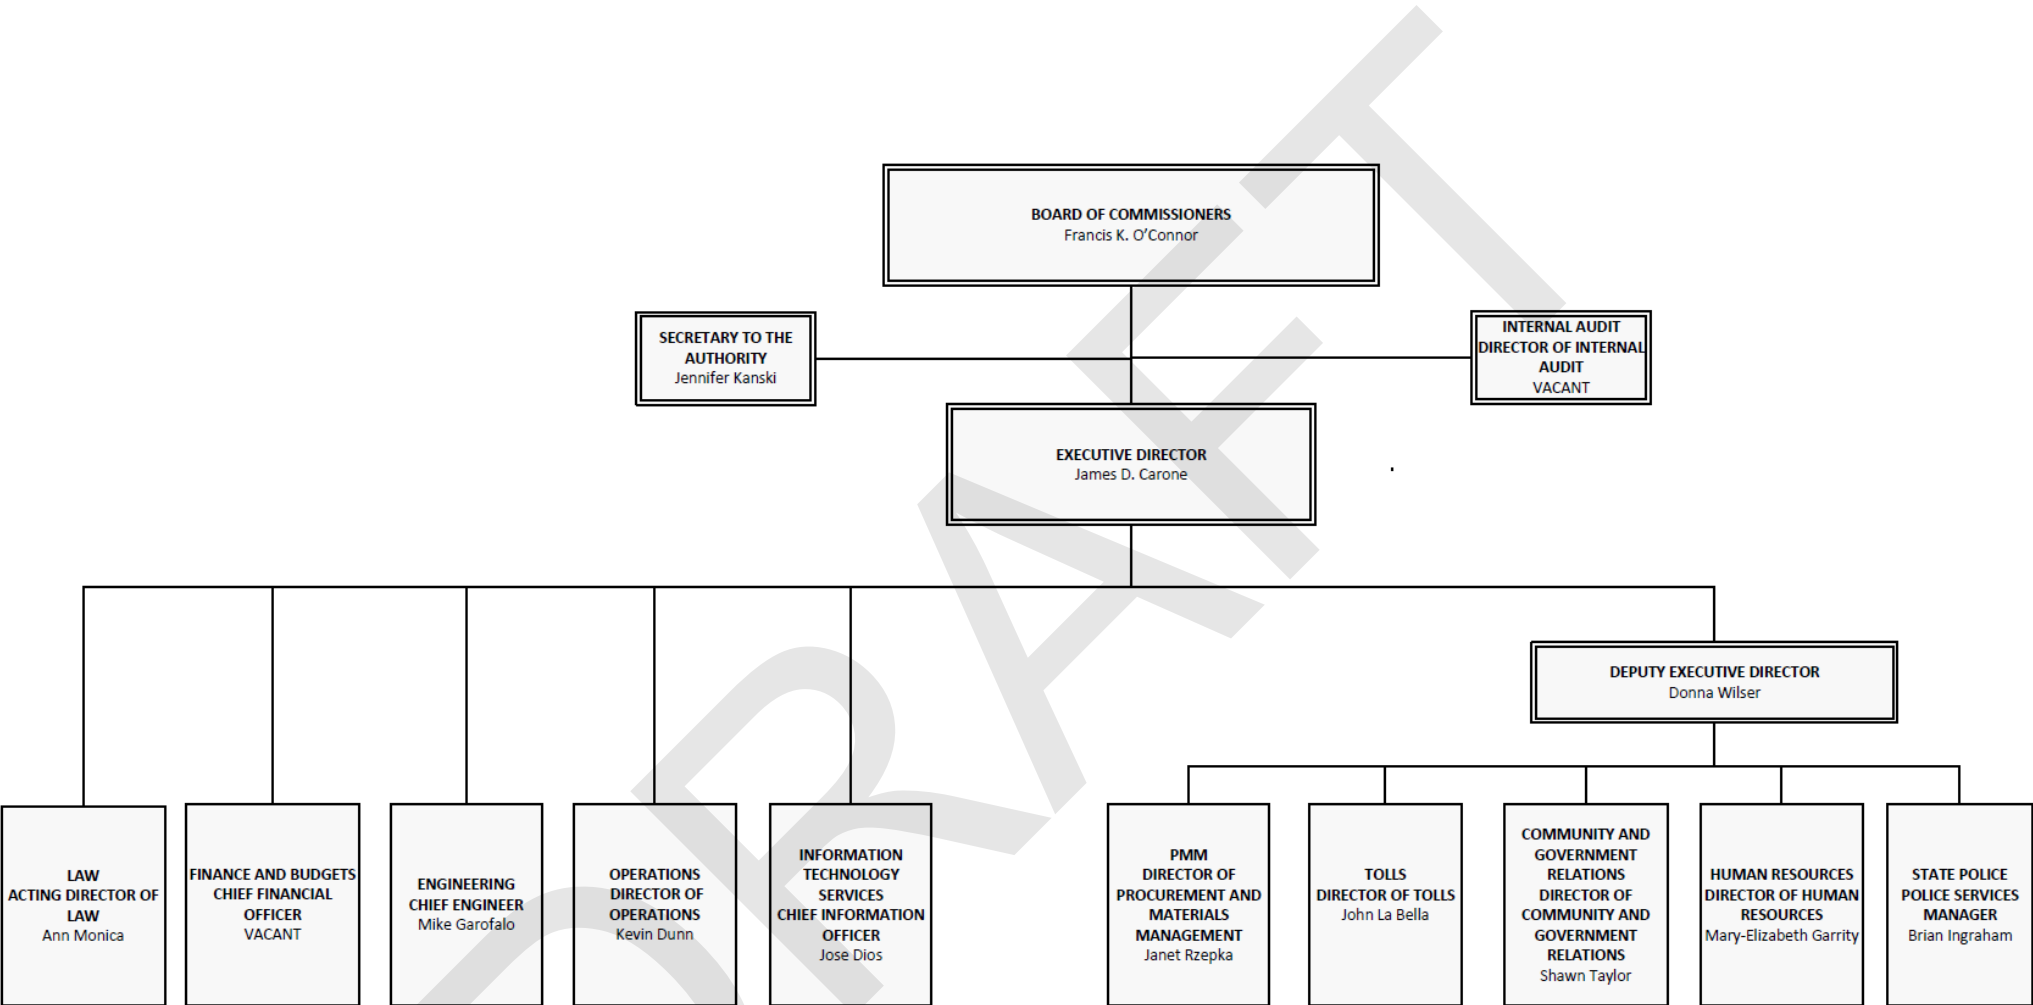 BOARD OF COMMISSIONERS
Francis K. O’Connor
SECRETARY TO THE
AUTHORITY
Jennifer Kanski
INTERNAL AUDIT
DIRECTOR OF INTERNAL
AUDIT
VACANT
EXECUTIVE DIRECTOR
James D. Carone
DEPUTY EXECUTIVE DIRECTOR
Donna Wilser
LAW
ACTING DIRECTOR OF
LAW
Ann Monica
FINANCE AND BUDGETS
CHIEF FINANCIAL
OFFICER
VACANT
ENGINEERING
CHIEF ENGINEER
Mike Garofalo
OPERATIONS
DIRECTOR OF
OPERATIONS
Kevin Dunn
INFORMATION
TECHNOLOGY
SERVICES
CHIEF INFORMATION
OFFICER
Jose Dios
PMM
DIRECTOR OF
PROCUREMENT AND
MATERIALS
MANAGEMENT
Janet Rzepka
TOLLS
DIRECTOR OF TOLLS
John La Bella
COMMUNITY AND
GOVERNMENT
RELATIONS
DIRECTOR OF
COMMUNITY AND
GOVERNMENT
RELATIONS
Shawn Taylor
HUMAN RESOURCES
DIRECTOR OF HUMAN
RESOURCES
Mary-Elizabeth Garrity
STATE POLICE
POLICE SERVICES
MANAGER
Brian Ingraham
DRAFT